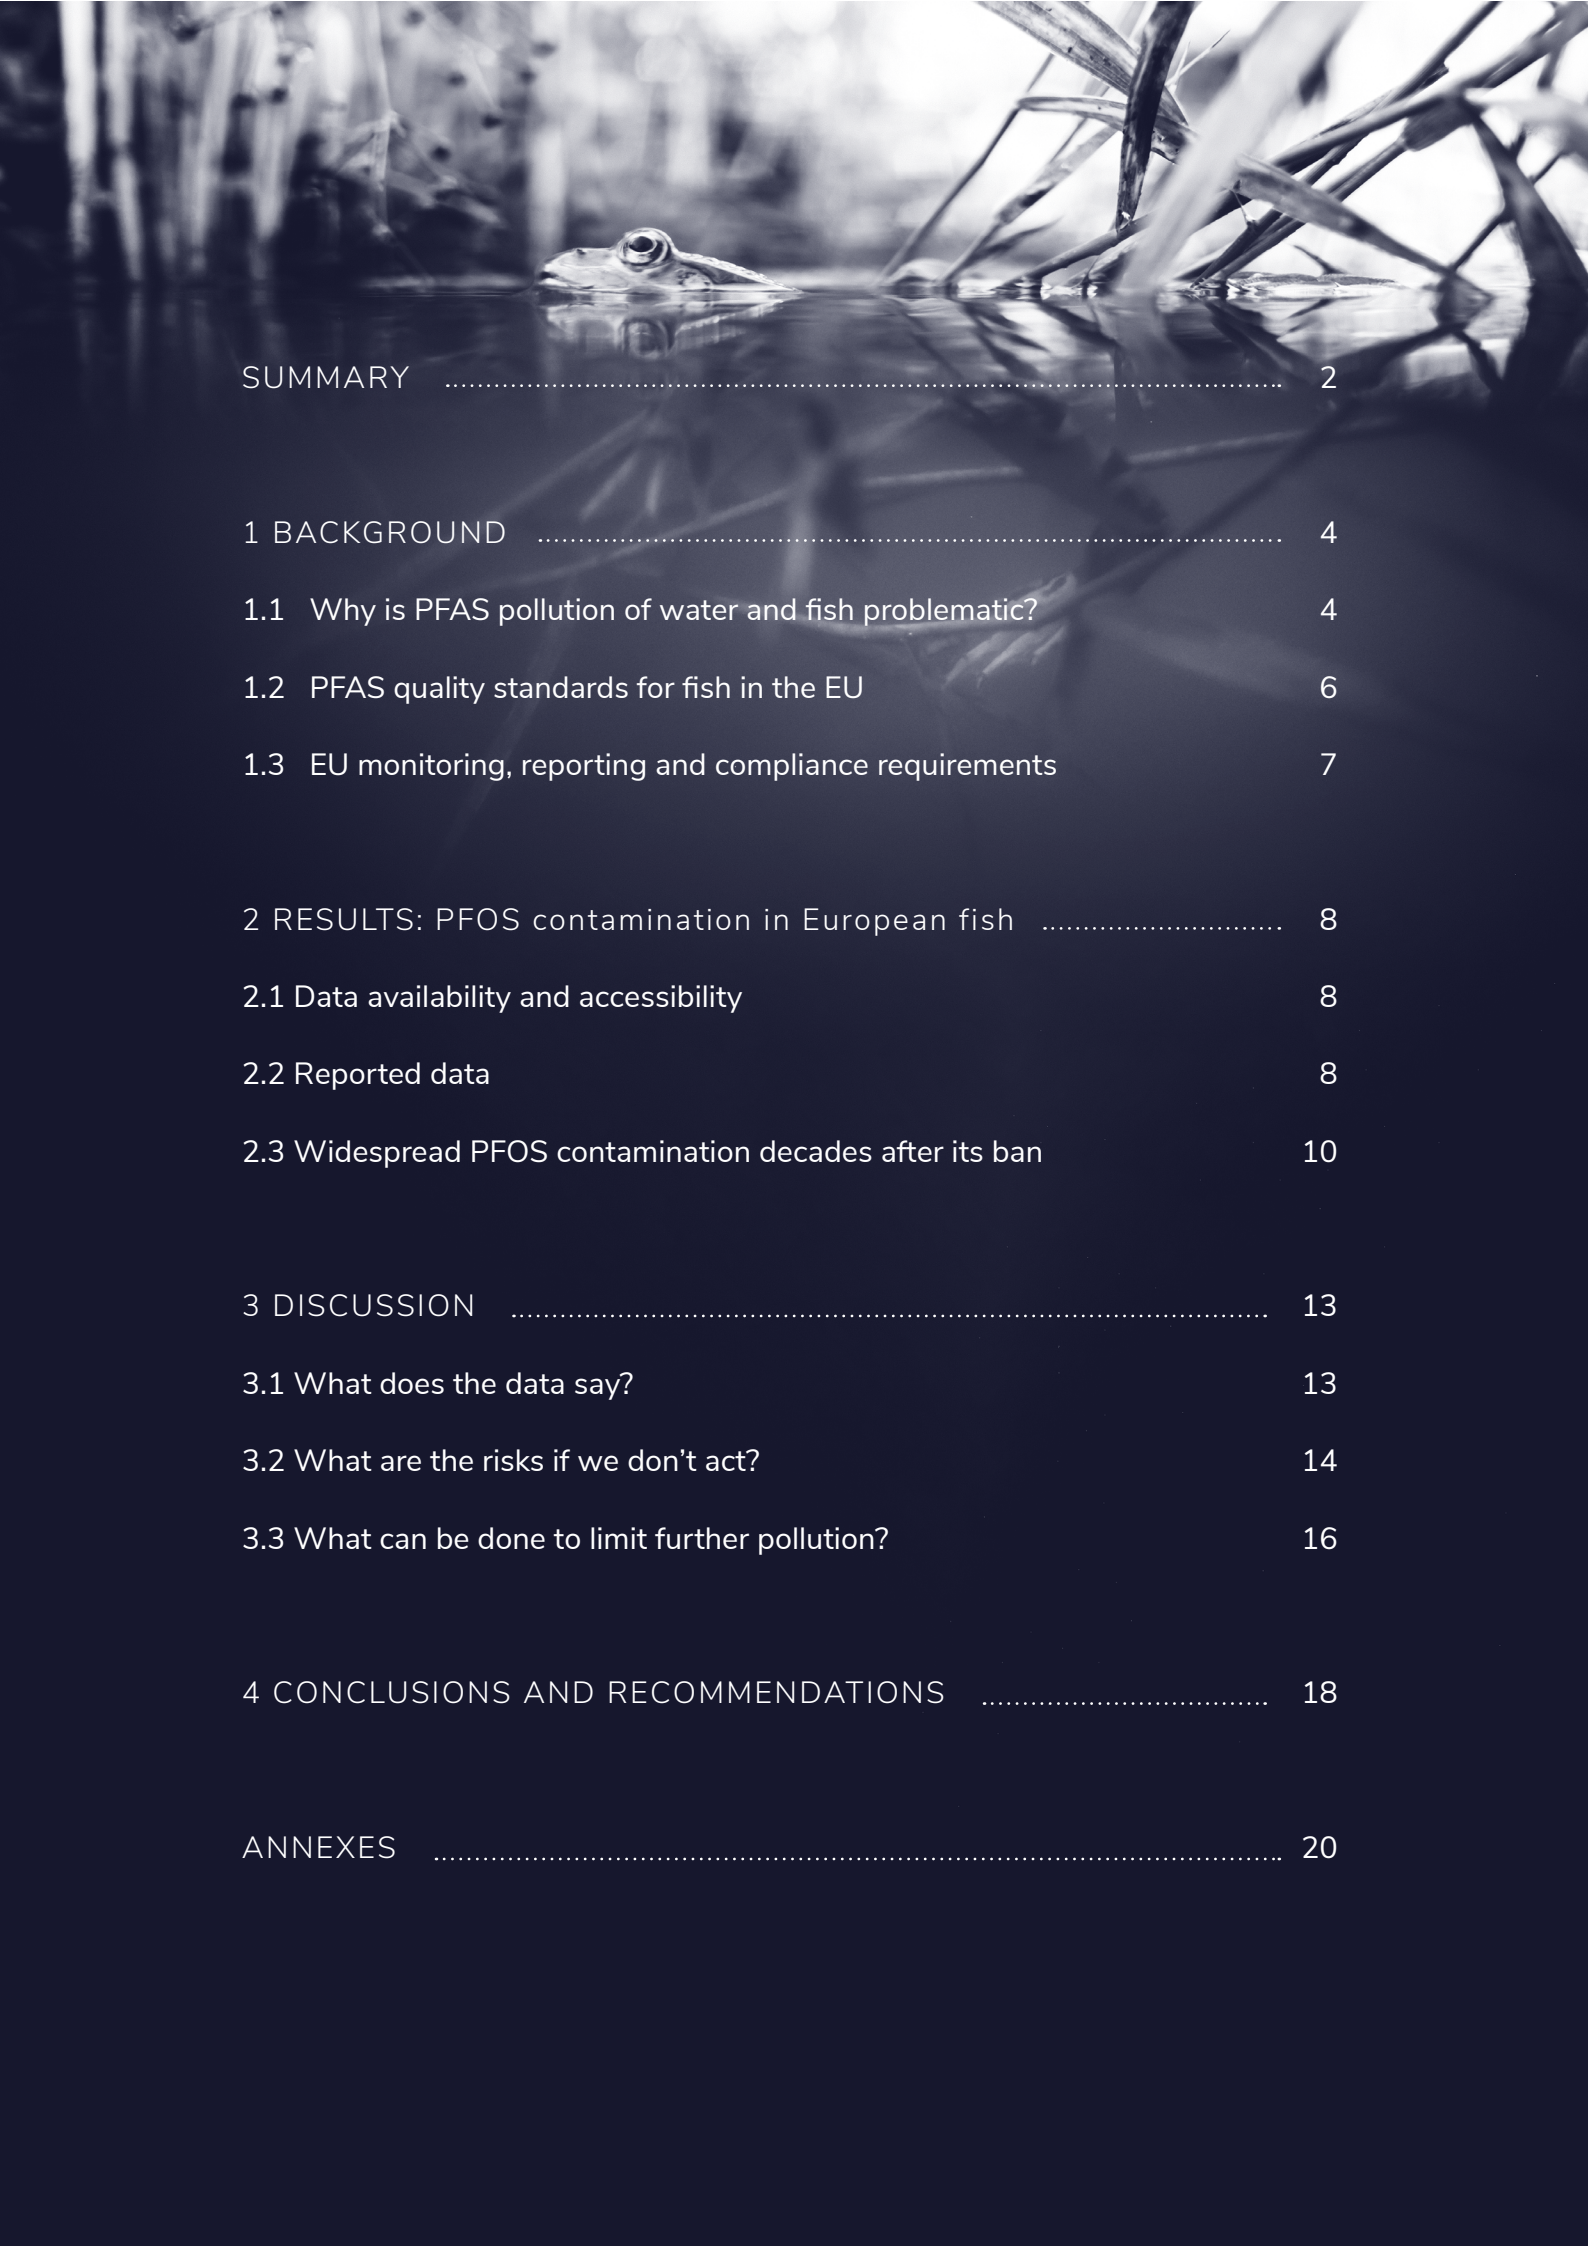 SUMMARY 2
1 BACKGROUND 4
1.1 Why is PFAS pollution of water and fish problematic? 4
1.2 PFAS quality standards for fish in the EU 6
1.3 EU monitoring, reporting and compliance requirements 7
2 RESULTS: PFOS contamination in European fish 8
2.1 Data availability and accessibility 8
2.2 Reported data 8
2.3 Widespread PFOS contamination decades after its ban 10
3 DISCUSSION 13
3.1 What does the data say? 13
3.2 What are the risks if we don’t act? 14
3.3 What can be done to limit further pollution? 16
4 CONCLUSIONS AND RECOMMENDATIONS 18
ANNEXES 20